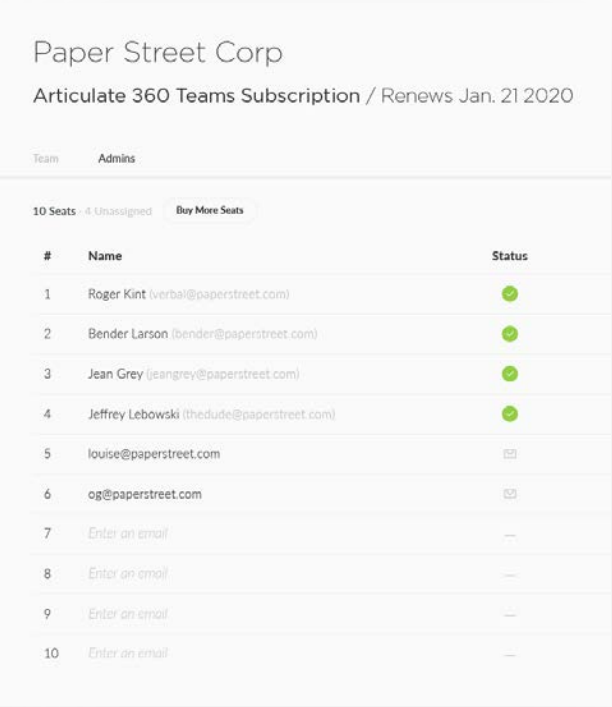 Paper Street Corp
Articulate 360 Teams Subscription / Renews Jan. 21 2020
Team Admins
10 Seats · 4 Unassigned Buy More Seats
# Name Status
1 Roger Kint (verbal@paperstreet.com)
2 Bender Larson (bender@paperstreet.com)
3 Jean Grey (jeangrey@paperstreet.com)
4 Jeffrey Lebowski (thedude@paperstreet.com)
5 louise@paperstreet.com
6 og@paperstreet.com
7 Enter an email —
8 Enter an email —
9 Enter an email —
10 Enter an email —